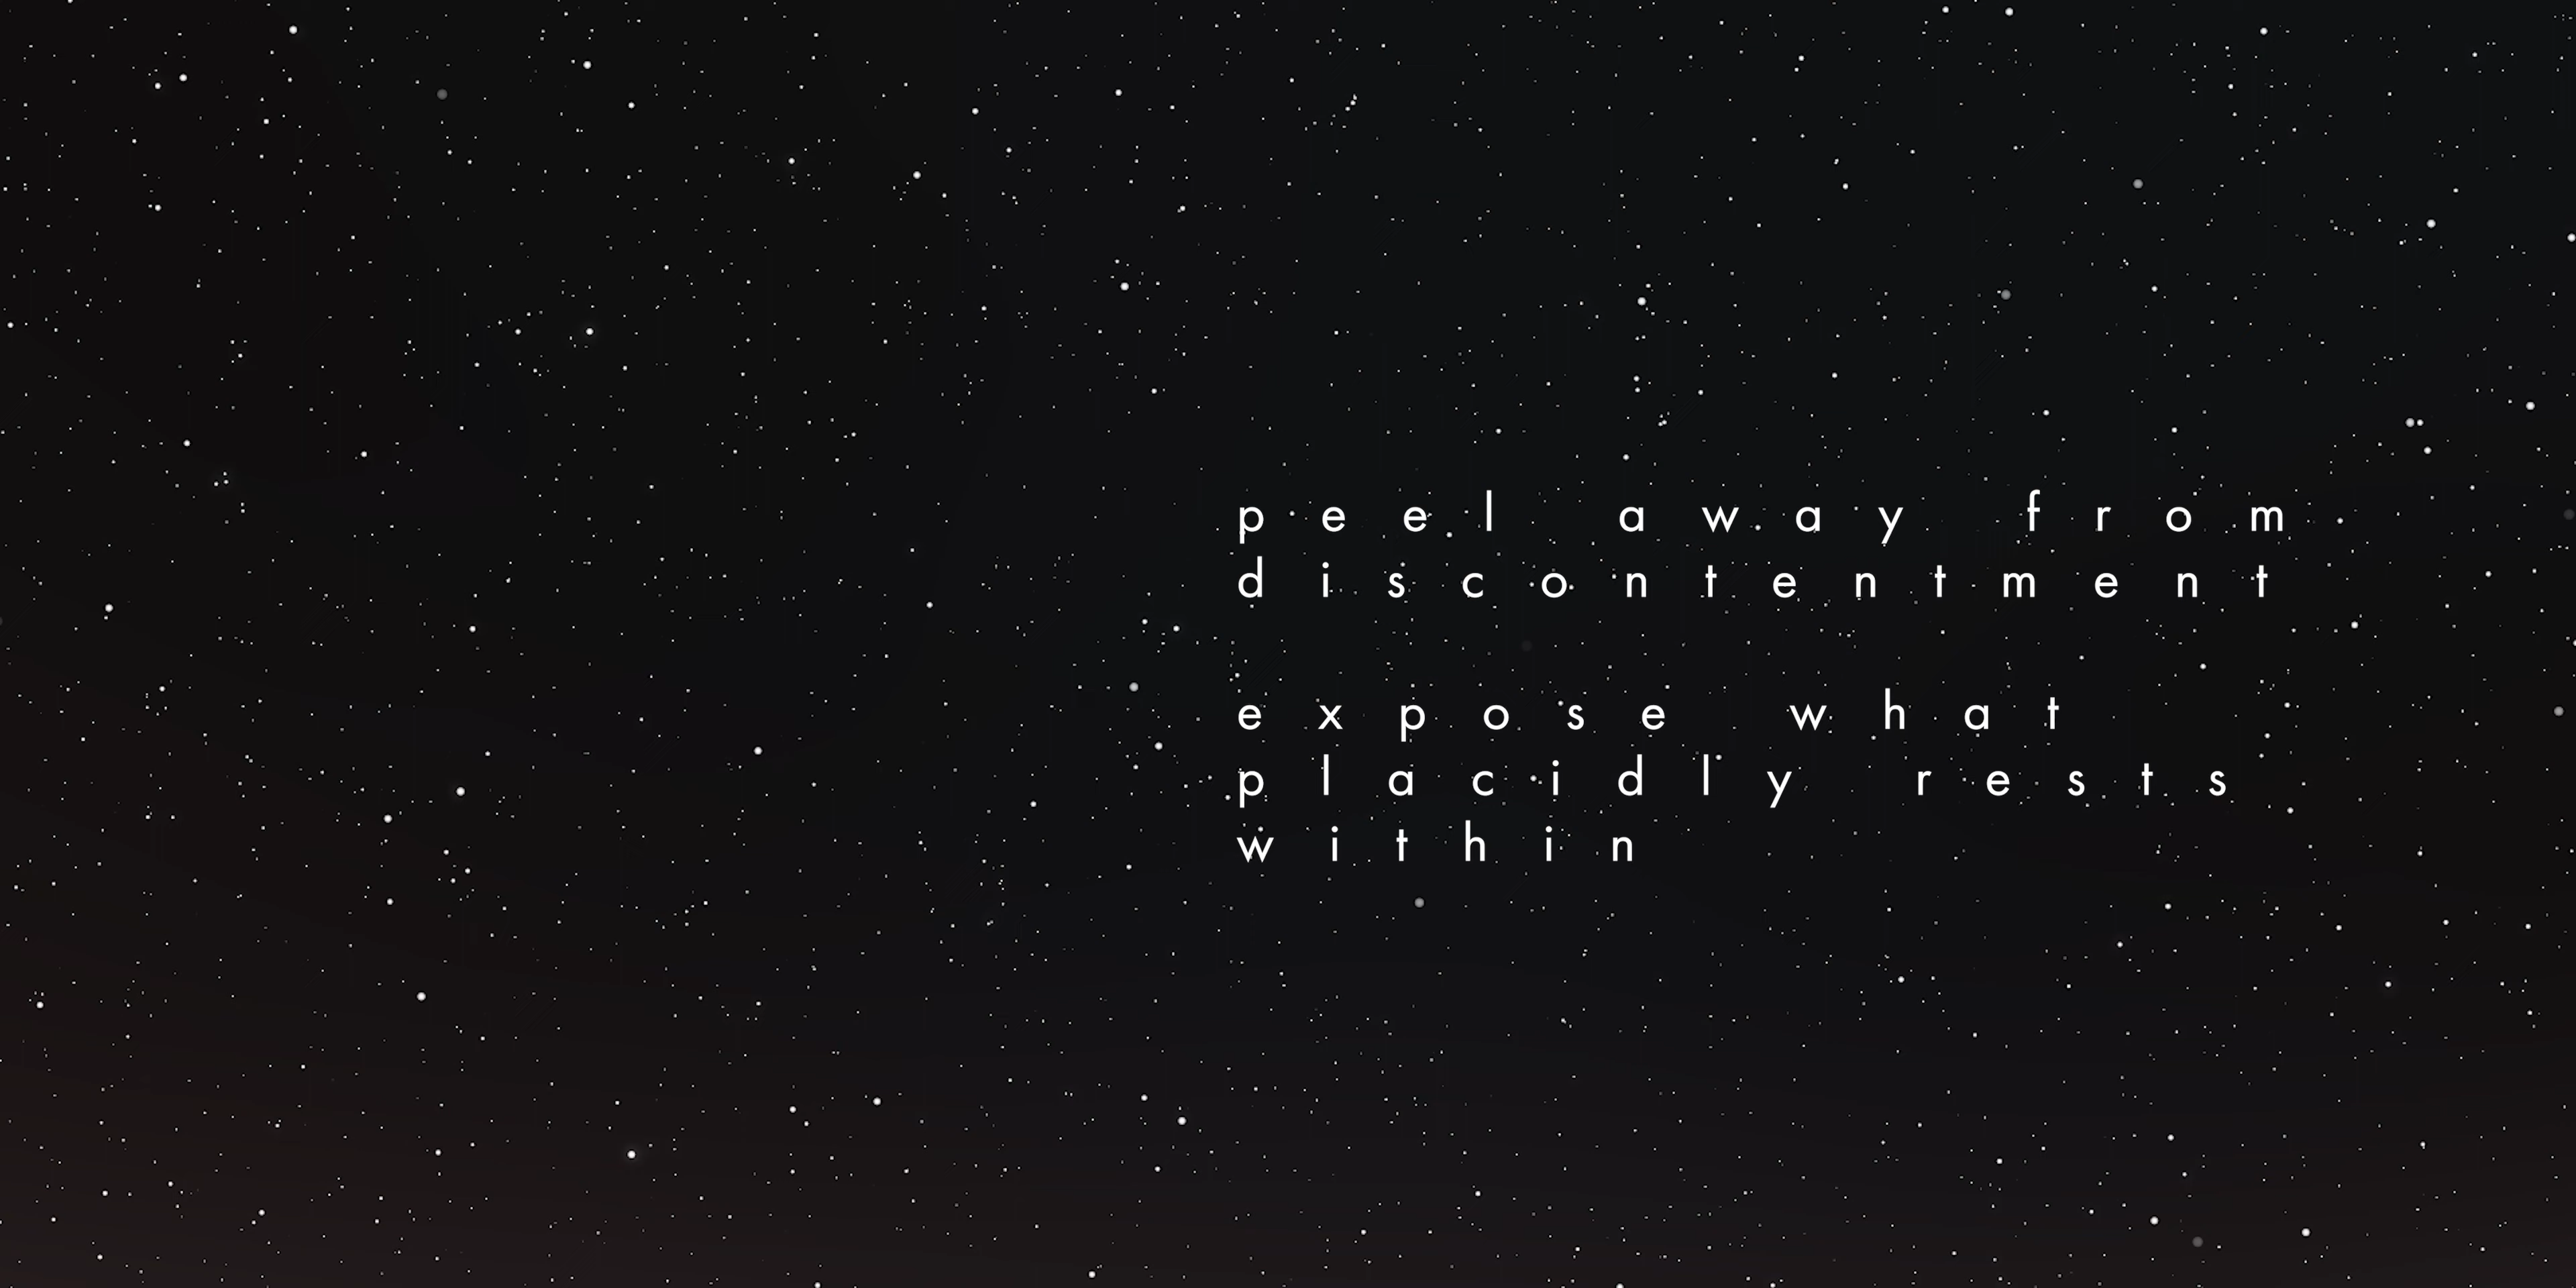 peel away from
discontentment
expose what
placidly rests
within